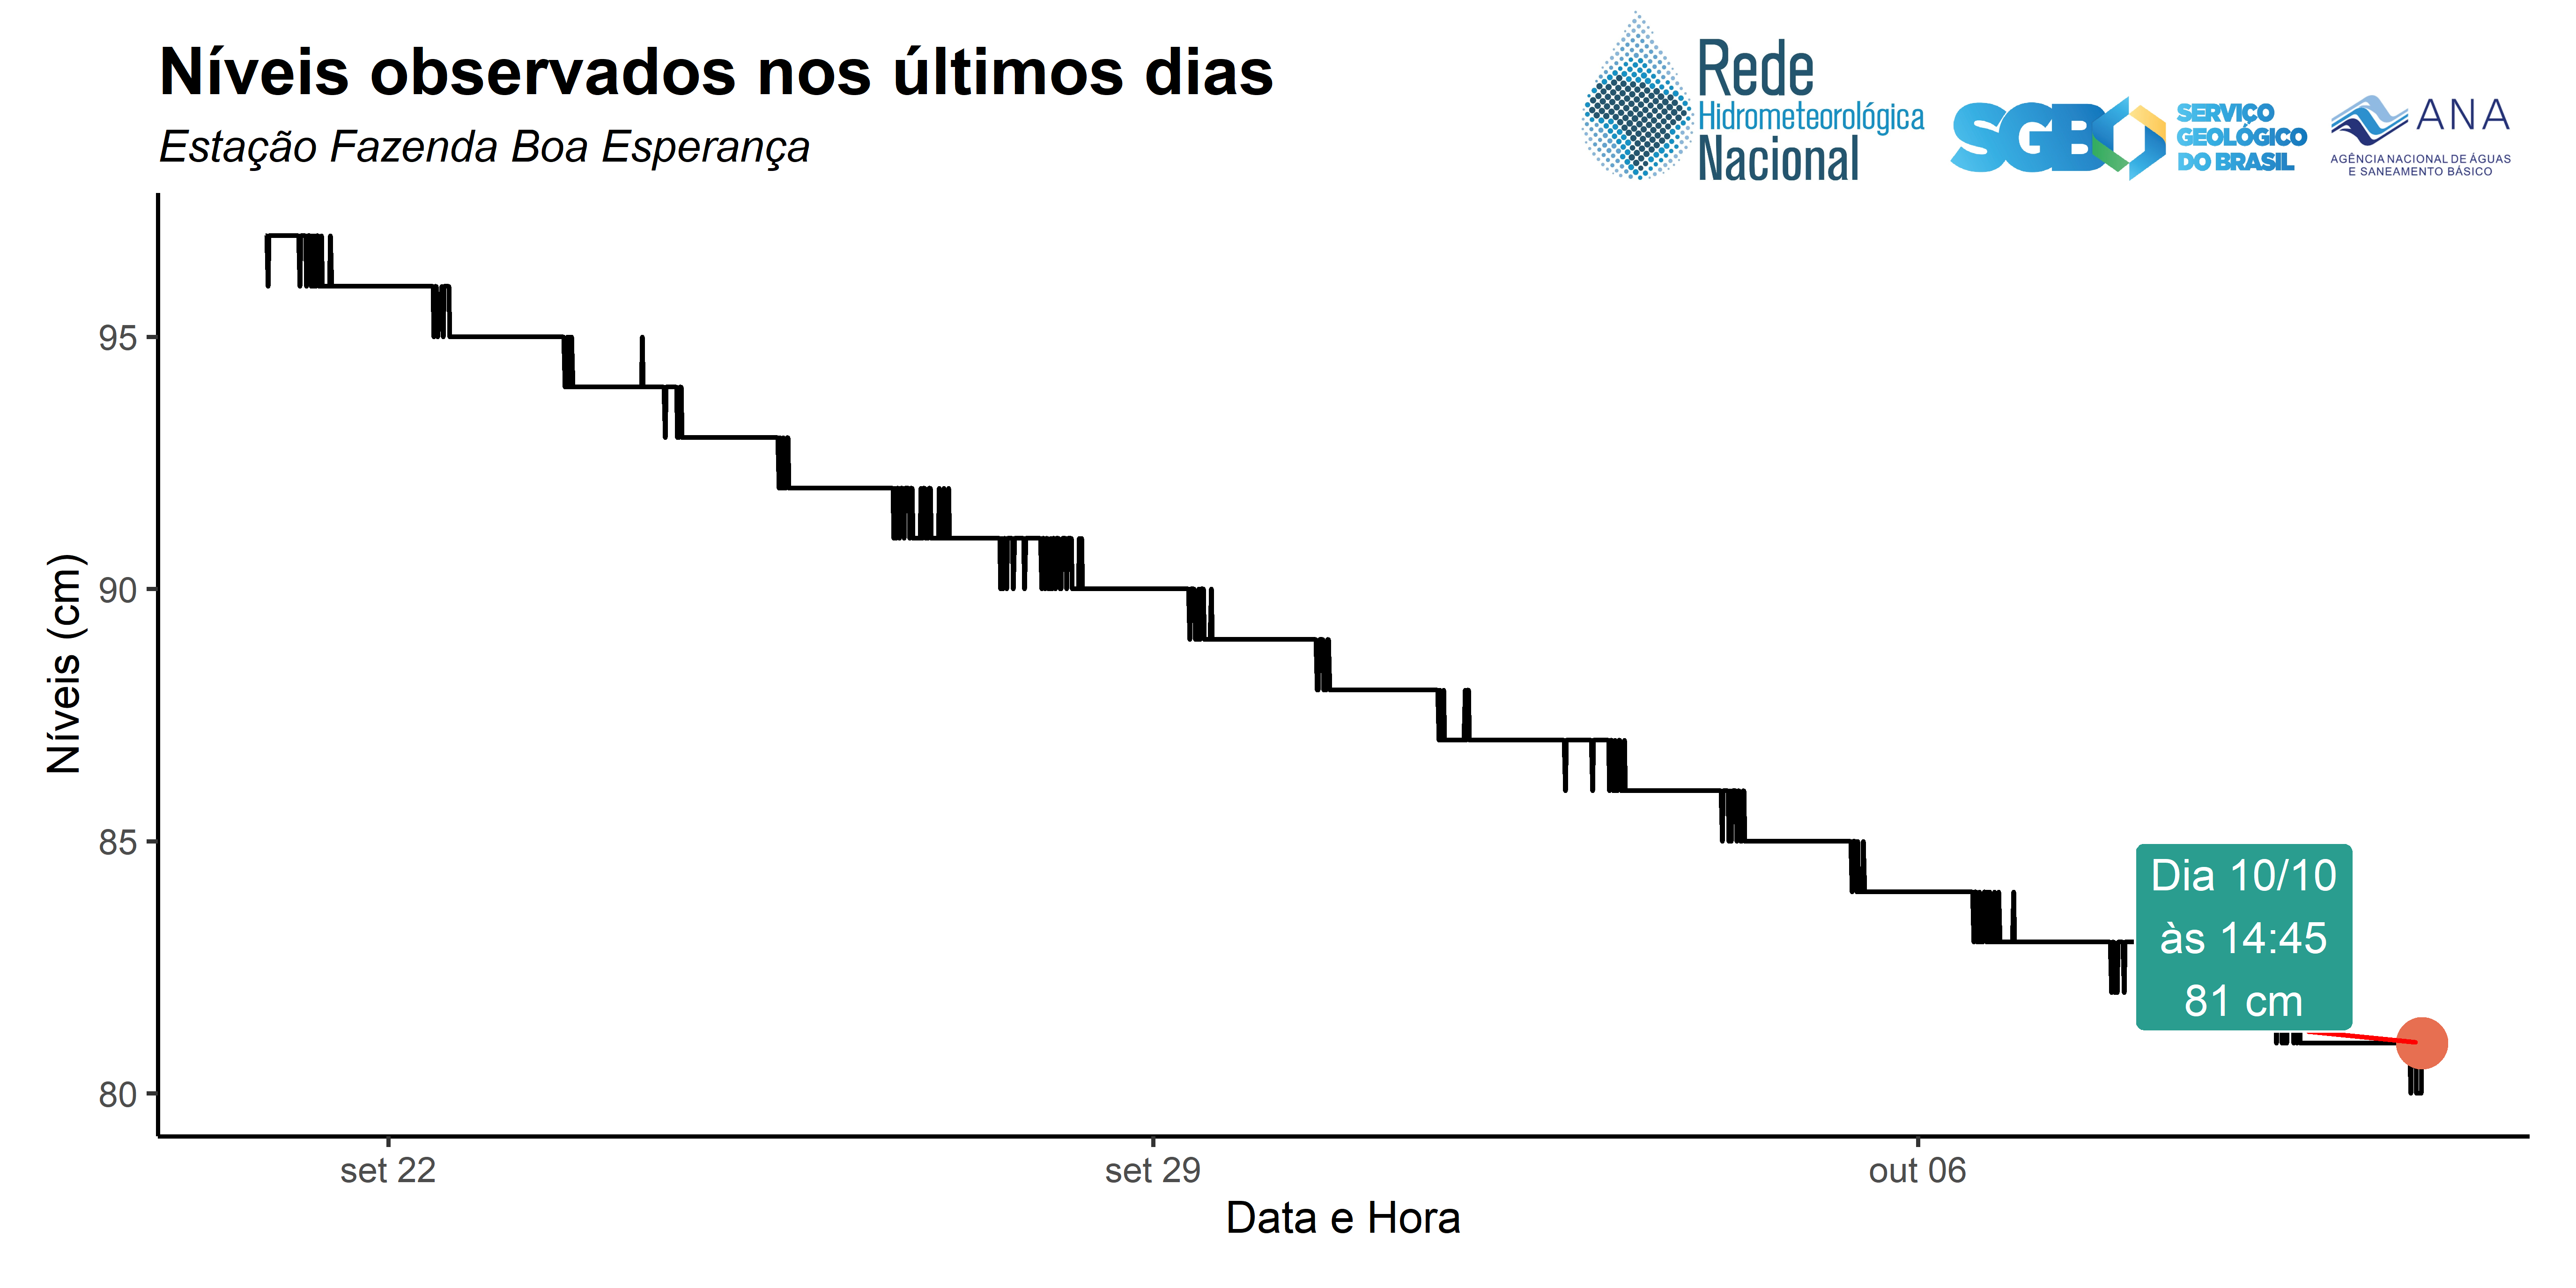 Níveis observados nos últimos dias
Estação Fazenda Boa Esperança
Rede
Hidrometeorológica
Nacional
SGB
SERVIÇO
GEOLÓGICO
DO BRASIL
ANA
AGÊNCIA NACIONAL DE ÁGUAS
E SANEAMENTO BÁSICO
Níveis (cm)
95
90
85
80
Dia 10/10
às 14:45
81 cm
set 22
set 29
out 06
Data e Hora